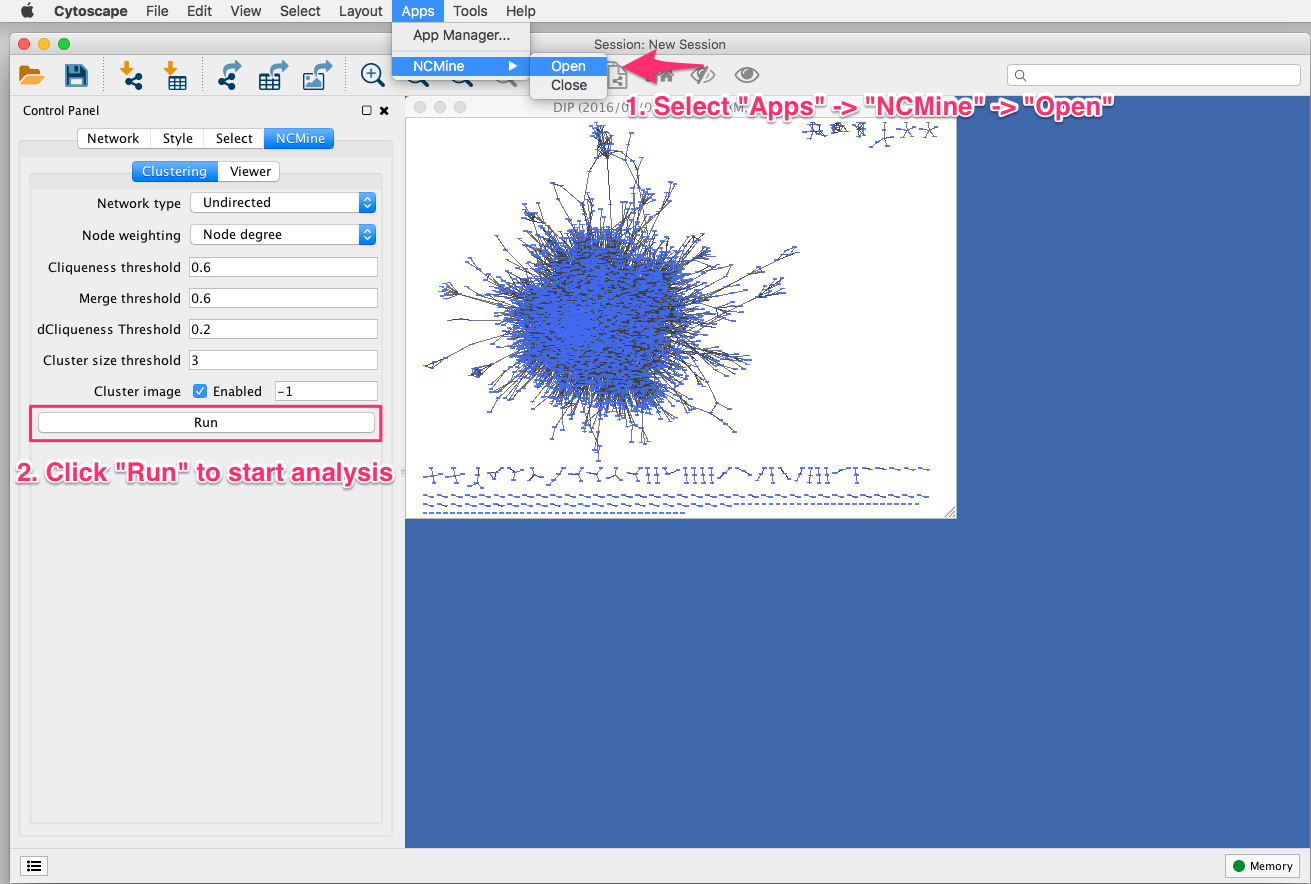 Cytoscape File Edit View Select Layout Apps Tools Help
App Manager...
Session: New Session
NCMine
Open
Close
Control Panel
DIP (2016/0
1. Select "Apps" -> "NCMine" -> "Open"
Network Style Select NCMine
Clustering Viewer
Network type Undirected
Node weighting Node degree
Cliqueness threshold 0.6
Merge threshold 0.6
dCliqueness Threshold 0.2
Cluster size threshold 3
Cluster image Enabled -1
Run
2. Click "Run" to start analysis
Memory